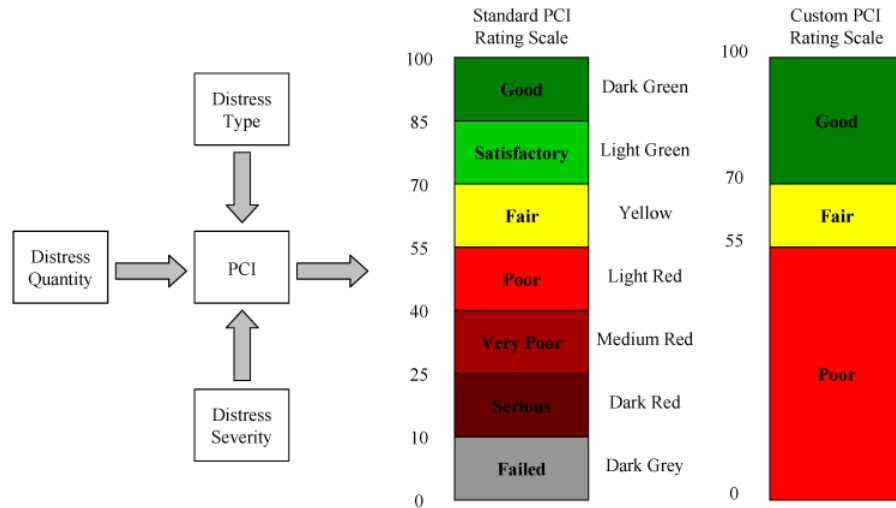 Standard PCI
Rating Scale
Custom PCI
Rating Scale
100
100
Distress
Type
Good
Dark Green
85
Good
Satisfactory
Light Green
70
70
Fair
Yellow
Fair
Distress
Quantity
PCI
55
55
Poor
Light Red
40
Very Poor
Medium Red
Poor
25
Serious
Dark Red
Distress
Severity
10
Failed
Dark Grey
0
0